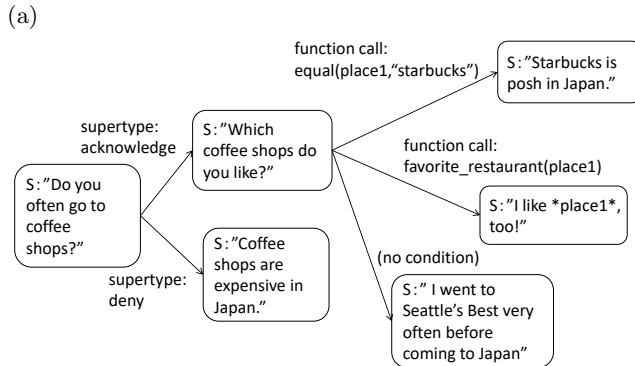 (a)
function call:
equal(place1,“starbucks”)
S:”Starbucks is
posh in Japan.”
supertype:
acknowledge
S:”Which
coffee shops do
you like?”
function call:
favorite_restaurant(place1)
S:”Do you
often go to
coffee
shops?”
S:”I like *place1*,
too!”
S:”Coffee
shops are
expensive in
Japan.”
supertype:
deny
(no condition)
S:” I went to
Seattle’s Best very
often before
coming to Japan”